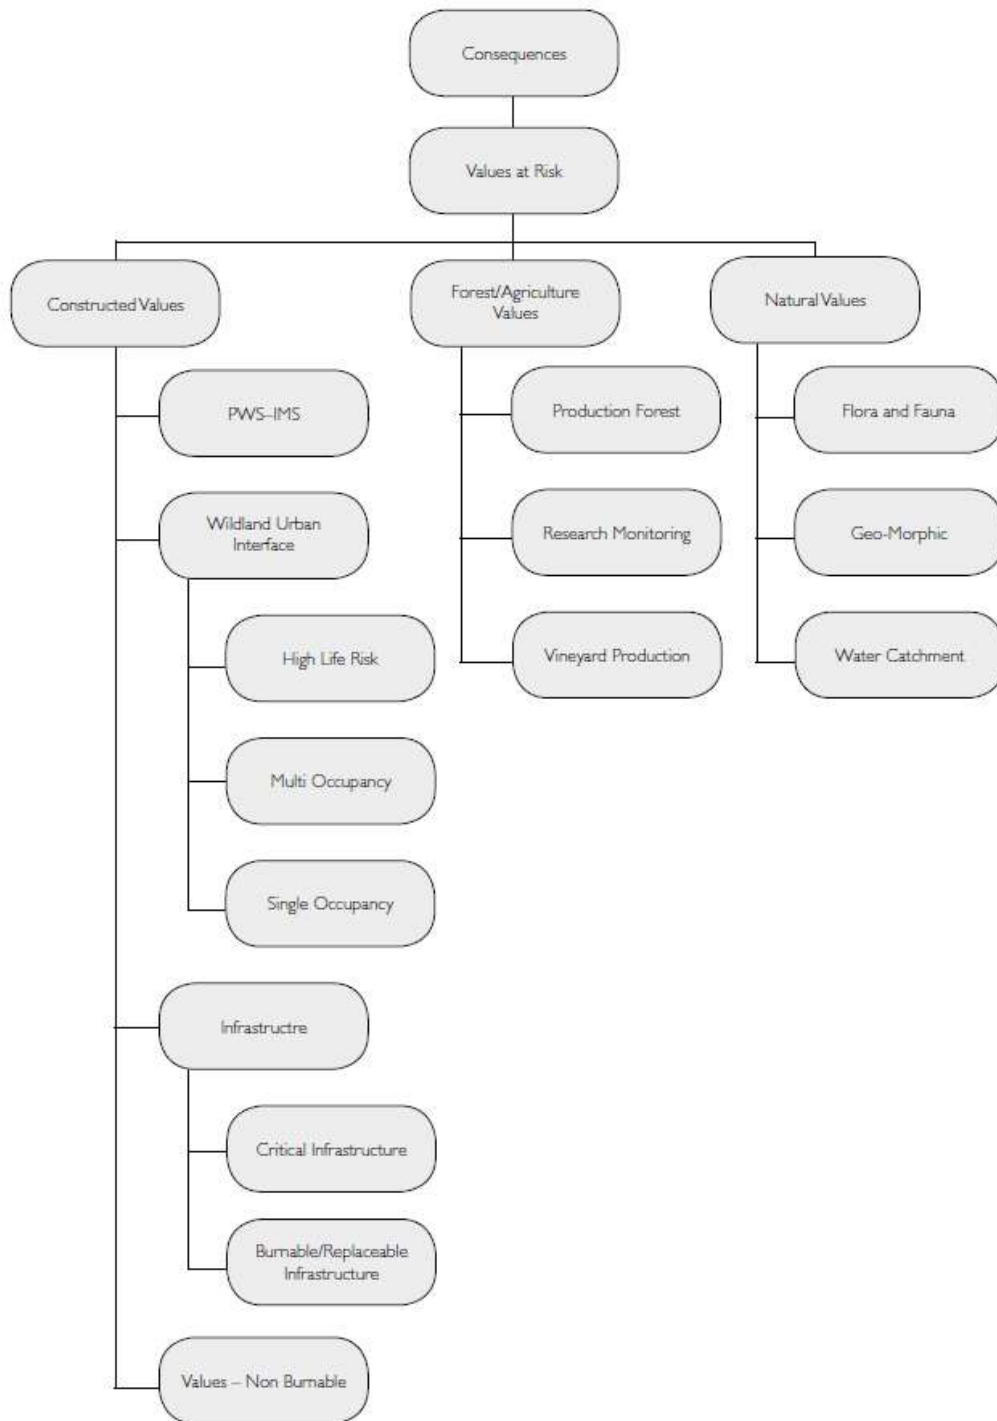 Consequences
Values at Risk
Constructed Values
Forest/Agriculture
Values
Natural Values
PWS–IMS
Production Forest
Flora and Fauna
Wildland Urban
Interface
Research Monitoring
Geo-Morphic
High Life Risk
Vineyard Production
Water Catchment
Multi Occupancy
Single Occupancy
Infrastructre
Critical Infrastructure
Burnable/Replaceable
Infrastructure
Values – Non Burnable